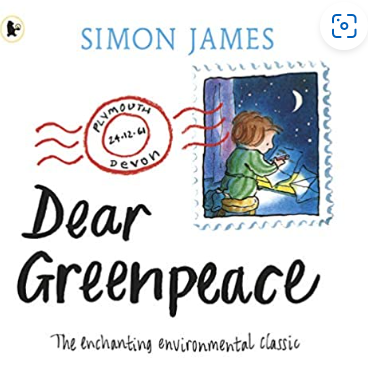 SIMON JAMES
PLYMOUTH
24-12-61
DEVON
Dear
Greenpeace
The enchanting environmental classic